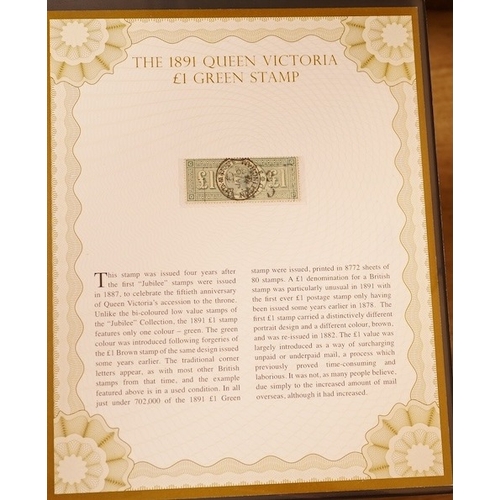 THE 1891 QUEEN VICTORIA
£1 GREEN STAMP
£1 £1
This stamp was issued four years after
the first "Jubilee" stamps were issued
in 1887, to celebrate the fiftieth anniversary
of Queen Victoria's accession to the throne.
Unlike the bi-coloured low value stamps of
the "Jubilee" Collection, the 1891 £1 stamp
features only one colour – green. The green
colour was introduced following forgeries of
the £1 Brown stamp of the same design issued
some years earlier. The traditional corner
letters appear, as with most other British
stamps from that time, and the example
featured above is in a used condition. In all
just under 702,000 of the 1891 £1 Green
stamp were issued, printed in 8772 sheets of
80 stamps. A £1 denomination for a British
stamp was particularly unusual in 1891 with
the first ever £1 postage stamp only having
been issued some years earlier in 1878. The
first £1 stamp carried a distinctively different
portrait design and a different colour, brown,
and was re-issued in 1882. The £1 value was
largely introduced as a way of surcharging
unpaid or underpaid mail, a process which
previously proved time-consuming and
laborious. It was not, as many people believe,
due simply to the increased amount of mail
overseas, although it had increased.